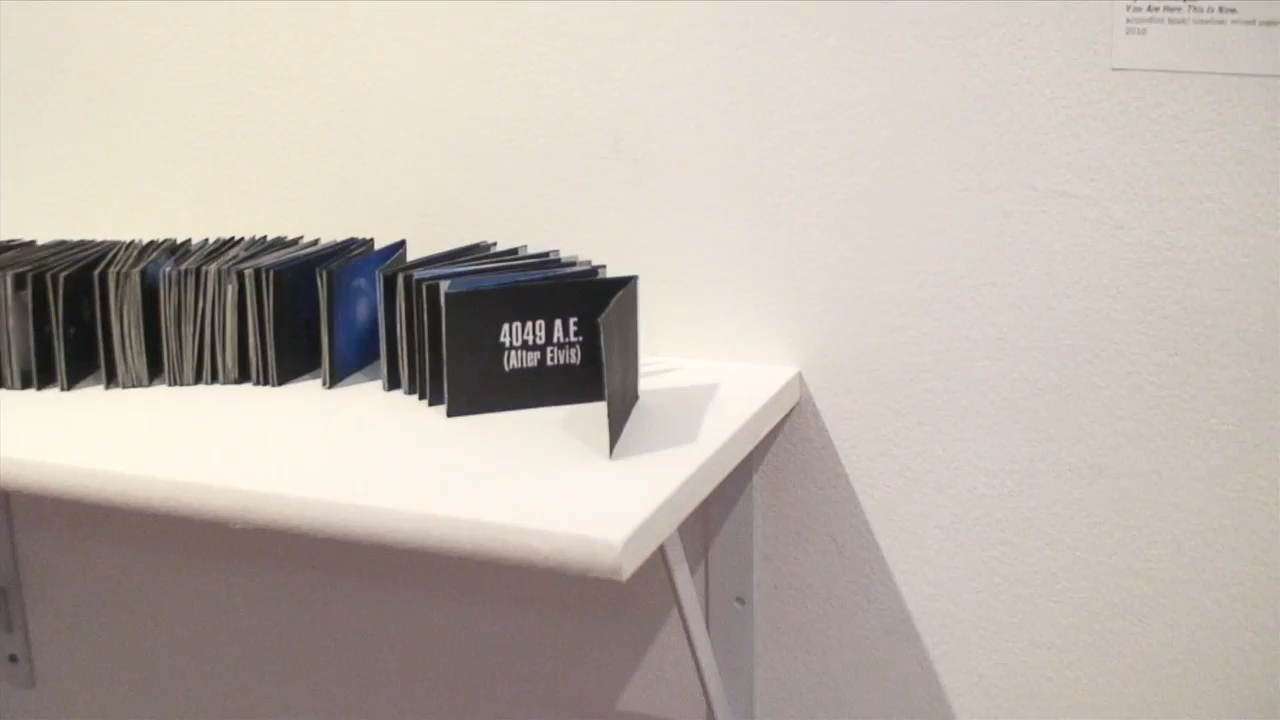 You Are Here. This Is Now.
accordion book/ timeline: mixed paper
2010
4049 A.E.
(After Elvis)